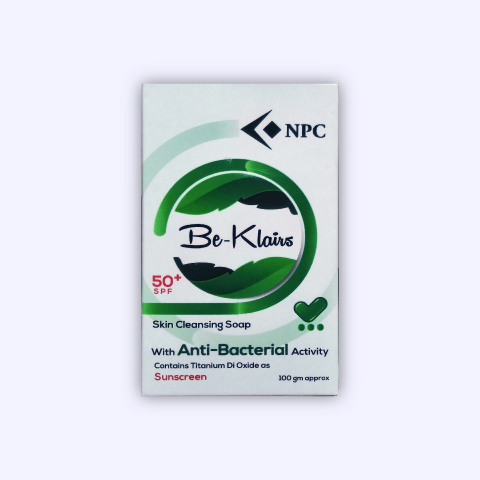 NPC
Be-Klairs
50+
SPF
Skin Cleansing Soap
With Anti-Bacterial Activity
Contains Titanium Di Oxide as
Sunscreen
100 gm approx